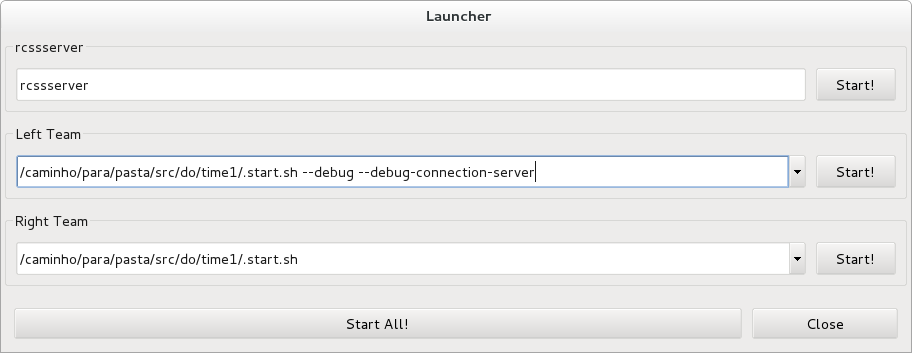 Launcher
rcssserver
rcssserver Start!
Left Team
/caminho/para/pasta/src/do/time1/.start.sh --debug --debug-connection-server Start!
Right Team
/caminho/para/pasta/src/do/time1/.start.sh Start!
Start All! Close